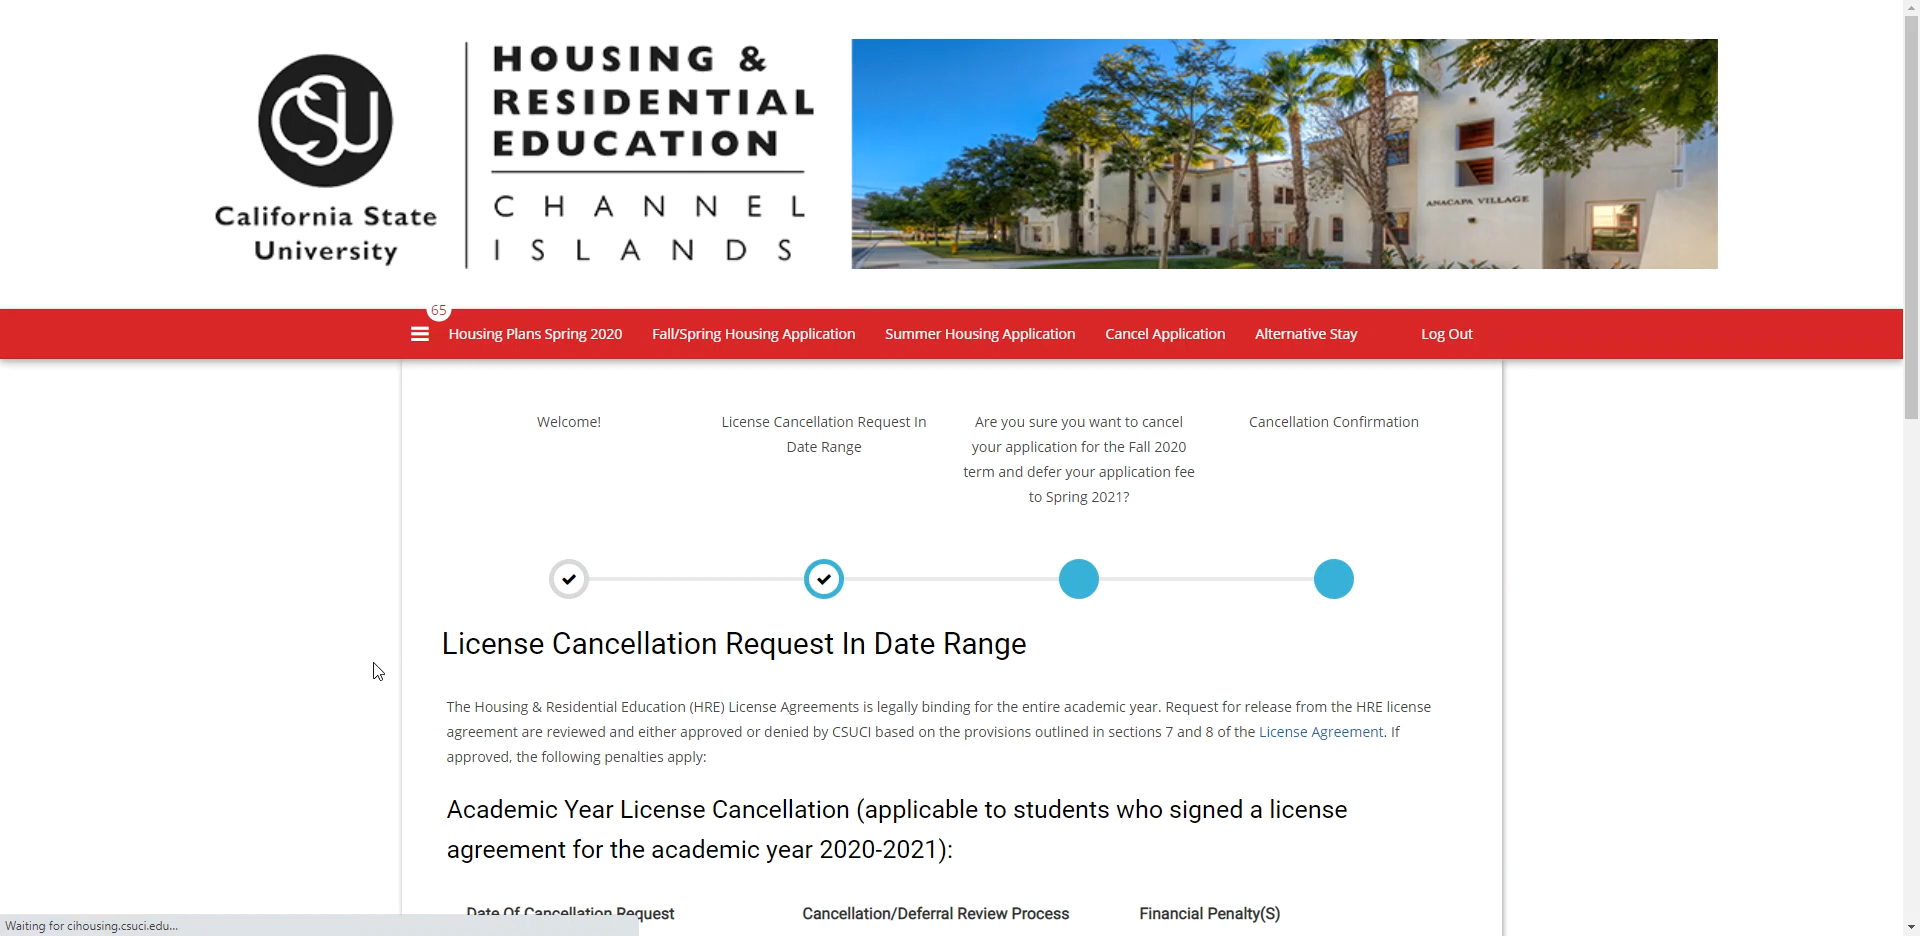 HOUSING &
RESIDENTIAL
EDUCATION
CHANNEL
ISLANDS
CSU
California State
University
ANACAPA VILLAGE
65
Housing Plans Spring 2020 Fall/Spring Housing Application Summer Housing Application Cancel Application Alternative Stay Log Out
Welcome!
License Cancellation Request In
Date Range
Are you sure you want to cancel
your application for the Fall 2020
term and defer your application fee
to Spring 2021?
Cancellation Confirmation
License Cancellation Request In Date Range
The Housing & Residential Education (HRE) License Agreements is legally binding for the entire academic year. Request for release from the HRE license
agreement are reviewed and either approved or denied by CSUCI based on the provisions outlined in sections 7 and 8 of the License Agreement. If
approved, the following penalties apply:
Academic Year License Cancellation (applicable to students who signed a license
agreement for the academic year 2020-2021):
Date Of Cancellation Request Cancellation/Deferral Review Process Financial Penalty(S)
Waiting for cihousing.csuci.edu...